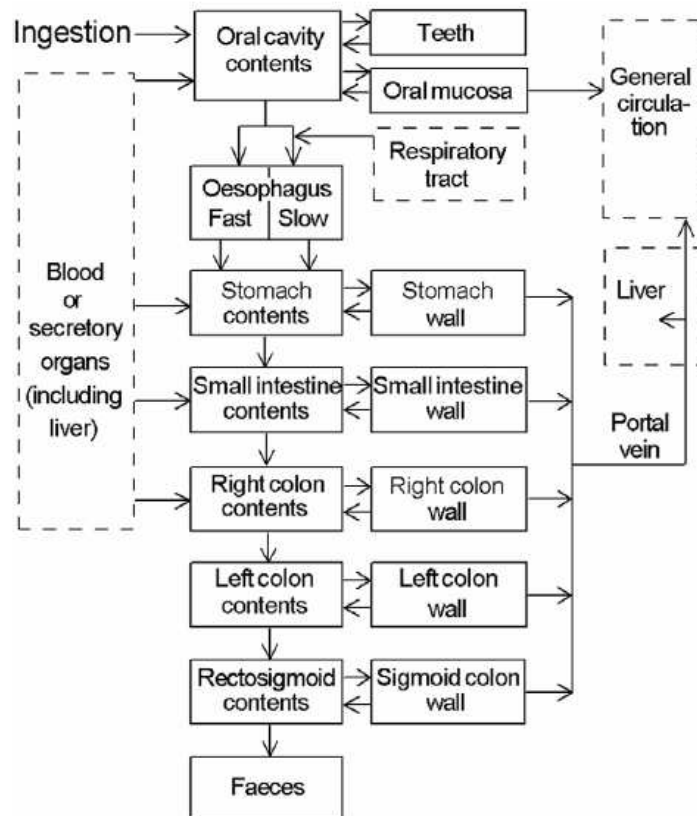 Ingestion
Oral cavity
contents
Teeth
Oral mucosa
General
circula-
tion
Respiratory
tract
Oesophagus
Fast Slow
Blood
or
secretory
organs
(including
liver)
Stomach
contents
Stomach
wall
Liver
Small intestine
contents
Small intestine
wall
Portal
vein
Right colon
contents
Right colon
wall
Left colon
contents
Left colon
wall
Rectosigmoid
contents
Sigmoid colon
wall
Faeces